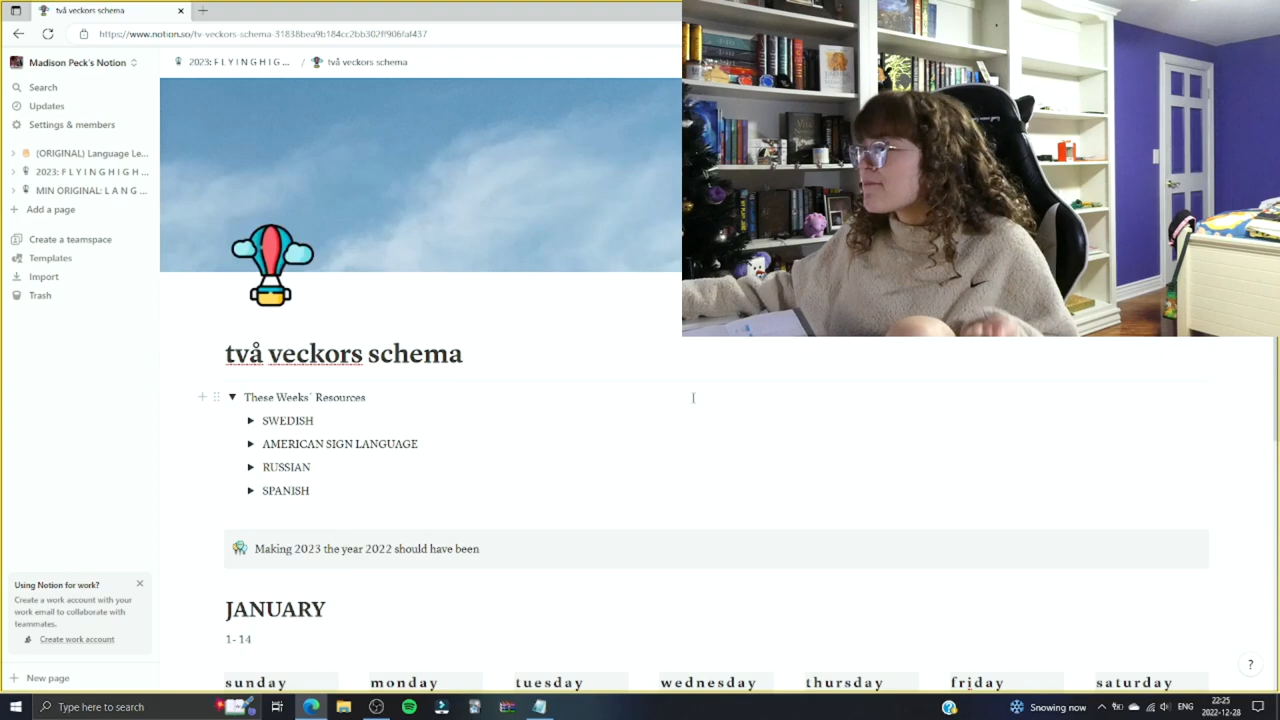 två veckors schema
https://www.notion.so/tv-veckors-schema-31838bea9b184cc2bb302ff906faf437
Madison Peck's Notion
2023: F L Y I N G H I G ... / två veckors schema
Search
Updates
Settings & members
(ORIGINAL) Language Le...
2023: F L Y I N G H I G H ...
MIN ORIGINAL: L A N G ...
Add a page
Create a teamspace
Templates
Import
Trash
två veckors schema
These Weeks´ Resources
SWEDISH
AMERICAN SIGN LANGUAGE
RUSSIAN
SPANISH
Making 2023 the year 2022 should have been
JANUARY
1- 14
sunday monday tuesday wednesday thursday friday saturday
Using Notion for work?
Create a work account with your
work email to collaborate with
teammates.
Create work account
New page
?
Type here to search
Snowing now
ENG
22:25
2022-12-28